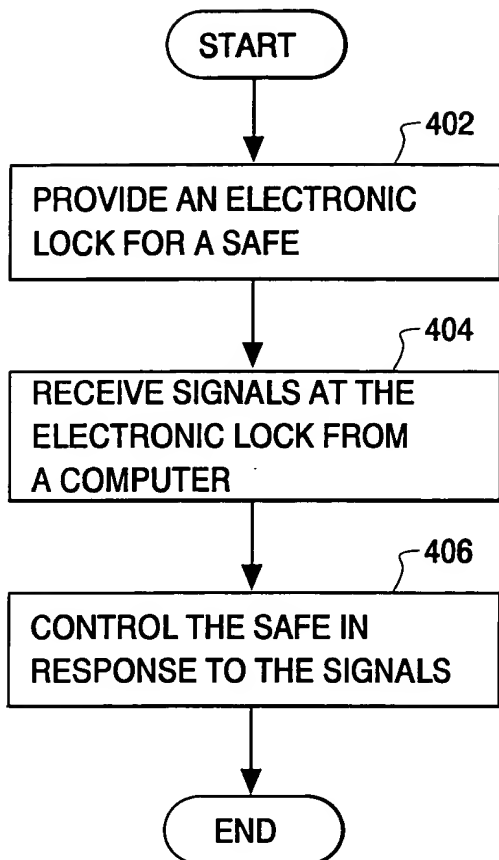 START
402
PROVIDE AN ELECTRONIC
LOCK FOR A SAFE
404
RECEIVE SIGNALS AT THE
ELECTRONIC LOCK FROM
A COMPUTER
406
CONTROL THE SAFE IN
RESPONSE TO THE SIGNALS
END